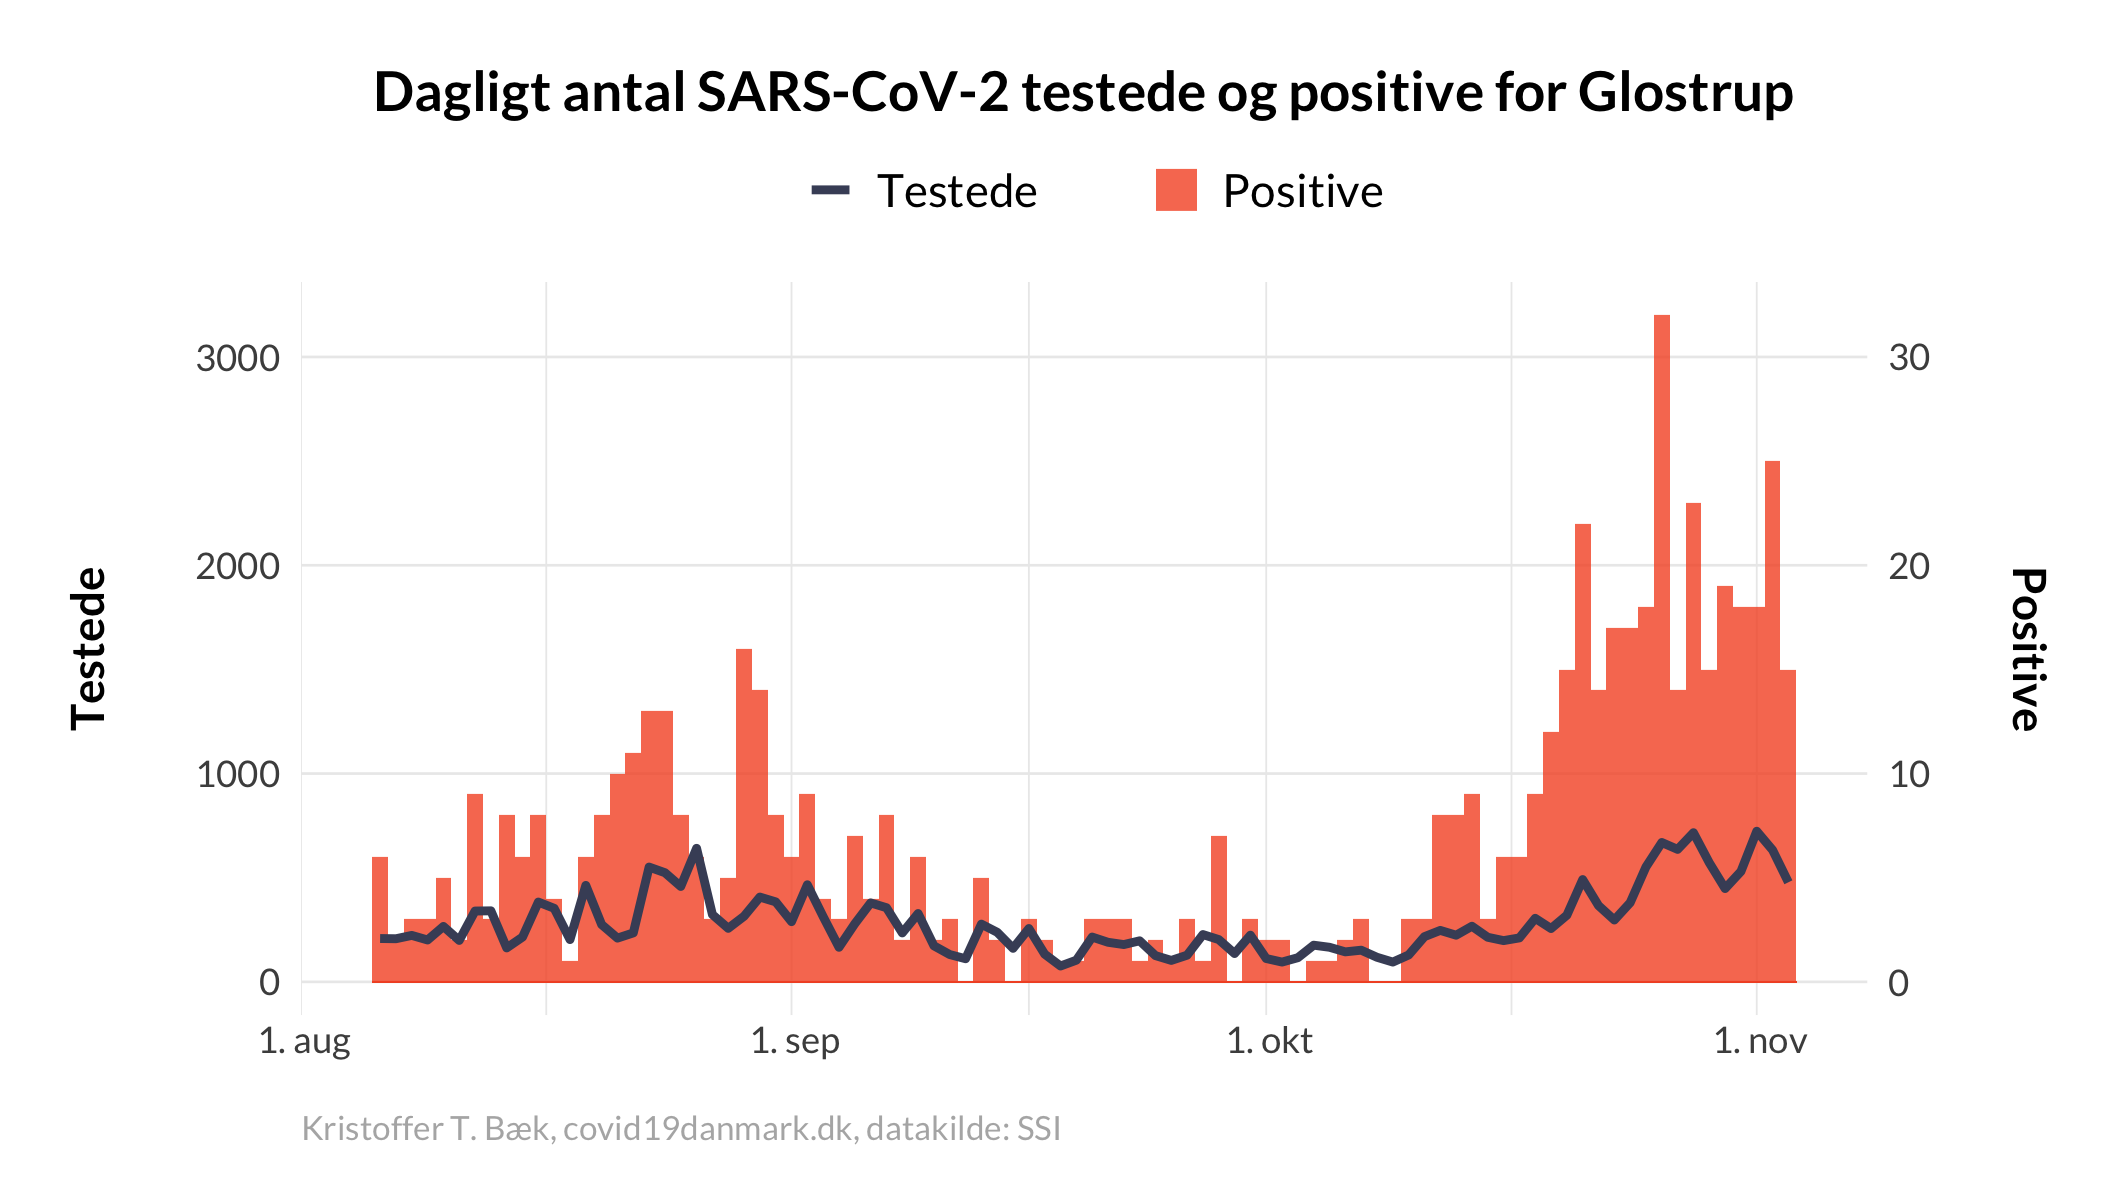 Dagligt antal SARS-CoV-2 testede og positive for Glostrup
Testede Positive
3000 30
2000 20
1000 10
0 0
Testede
Positive
1. aug 1. sep 1. okt 1. nov
Kristoffer T. Bæk, covid19danmark.dk, datakilde: SSI